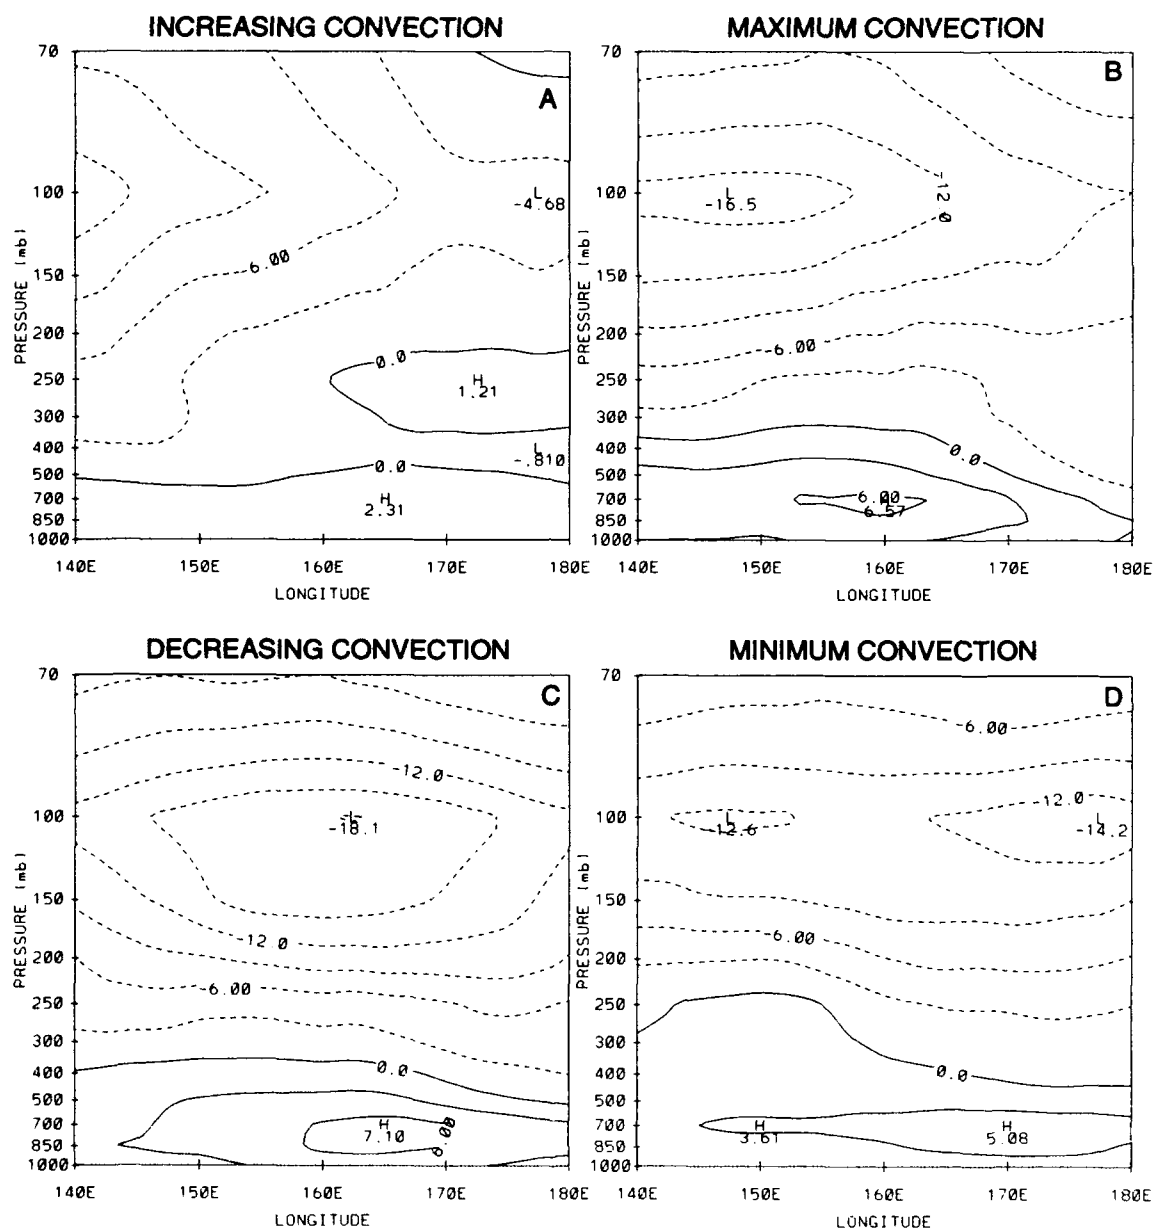 INCREASING CONVECTION
MAXIMUM CONVECTION
70
100
150
200
250
300
400
500
700
850
1000
PRESSURE (mb)
A
L
-4.68
6.00
0.0
H
1.21
L
-.810
0.0
H
2.31
140E 150E 160E 170E 180E
LONGITUDE
70
100
150
200
250
300
400
500
700
850
1000
PRESSURE (mb)
B
L
-16.5
-12.0
-6.00
0.0
6.00
H
6.57
140E 150E 160E 170E 180E
LONGITUDE
DECREASING CONVECTION
MINIMUM CONVECTION
70
100
150
200
250
300
400
500
700
850
1000
PRESSURE (mb)
C
-12.0
L
-18.1
-12.0
-6.00
0.0
H
7.10
6.00
140E 150E 160E 170E 180E
LONGITUDE
70
100
150
200
250
300
400
500
700
850
1000
PRESSURE (mb)
D
-6.00
-12.0
L
-12.6
L
-14.2
-6.00
0.0
H
3.61
H
5.08
140E 150E 160E 170E 180E
LONGITUDE